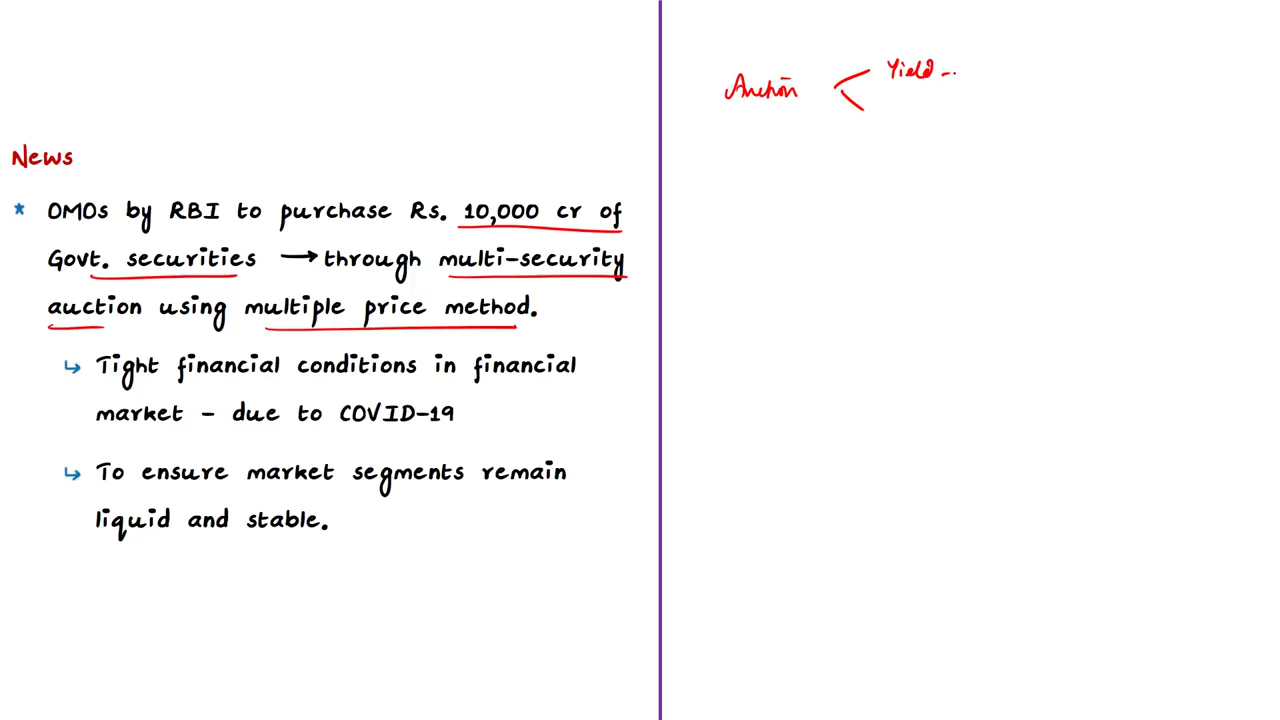 News
* OMOs by RBI to purchase Rs. 10,000 cr of
Govt. securities → through multi-security
auction using multiple price method.
↳ Tight financial conditions in financial
market - due to COVID-19
↳ To ensure market segments remain
liquid and stable.
Auction
Yield -